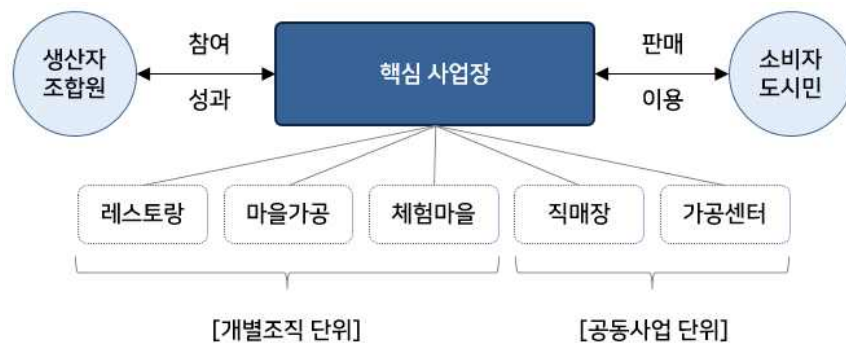 생산자
조합원
참여
성과
핵심 사업장
판매
이용
소비자
도시민
레스토랑
마을가공
체험마을
직매장
가공센터
[개별조직 단위]
[공동사업 단위]